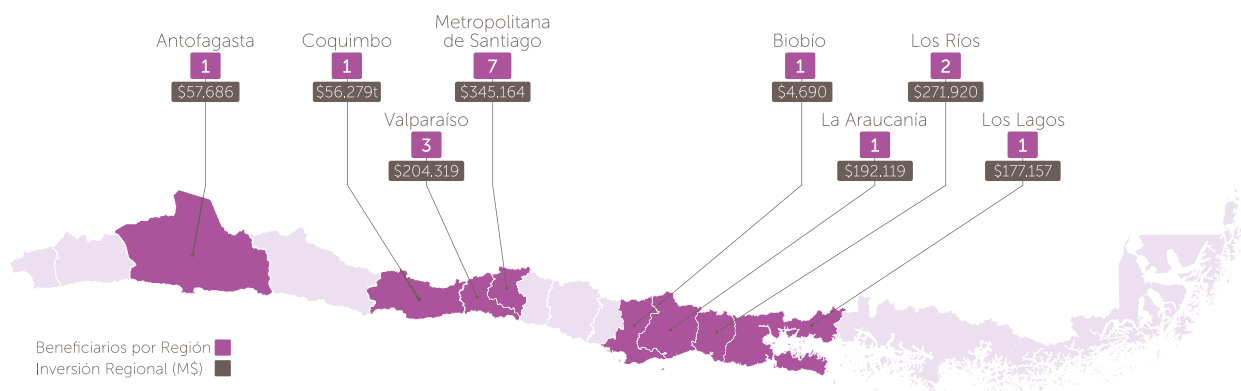 Antofagasta
1
$57.686
Coquimbo
1
$56.279t
Metropolitana
de Santiago
7
$345.164
Valparaíso
3
$204.319
Biobío
1
$4.690
La Araucanía
1
$192.119
Los Ríos
2
$271.920
Los Lagos
1
$177.157
Beneficiarios por Región
Inversión Regional (M$)